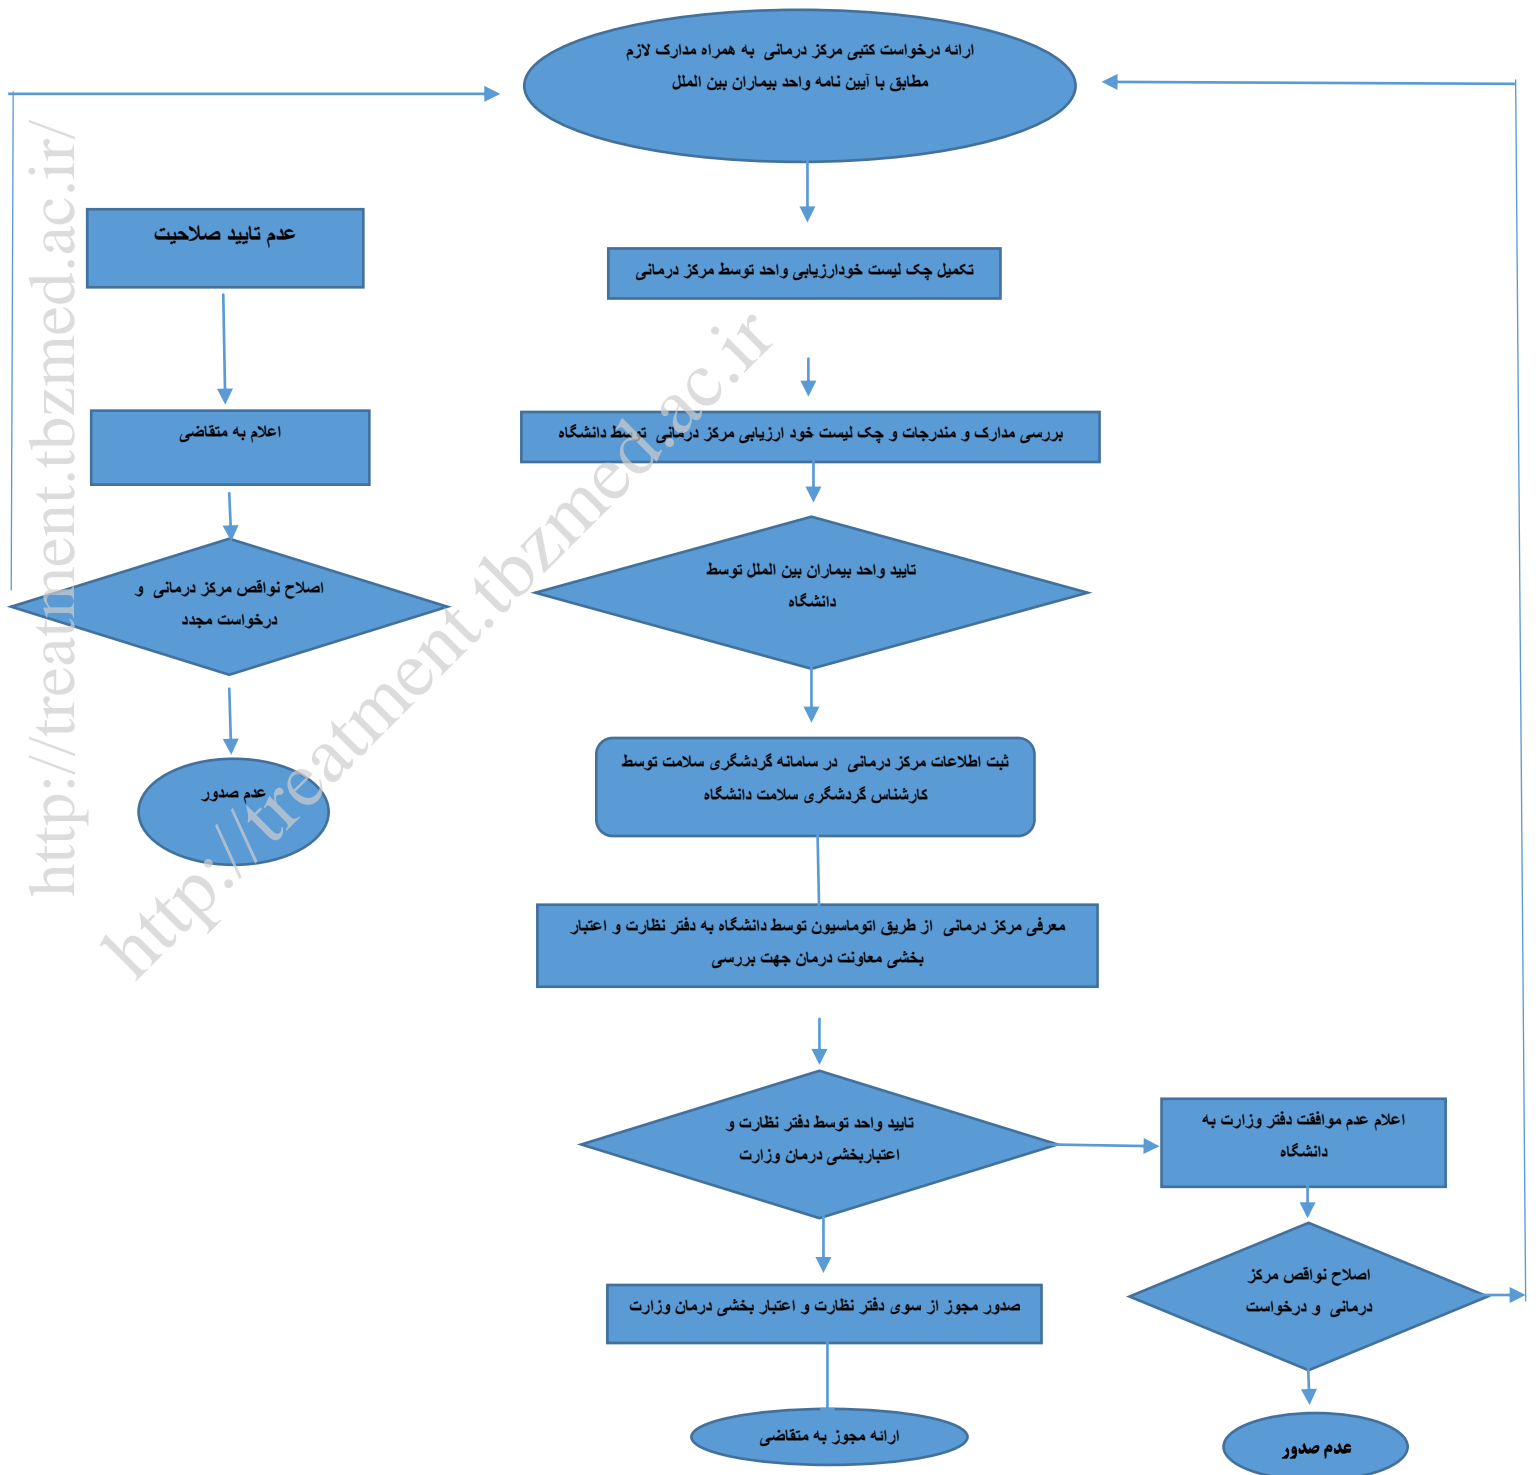 ارائه درخواست کتبی مرکز درمانی به همراه مدارک لازم
مطابق با آیین نامه واحد بیماران بین الملل
تکمیل چک لیست خودارزیابی واحد توسط مرکز درمانی
بررسی مدارک و مندرجات و چک لیست خود ارزیابی مرکز درمانی توسط دانشگاه
تایید واحد بیماران بین الملل توسط
دانشگاه
ثبت اطلاعات مرکز درمانی در سامانه گردشگری سلامت توسط
کارشناس گردشگری سلامت دانشگاه
معرفی مرکز درمانی از طریق اتوماسیون توسط دانشگاه به دفتر نظارت و اعتبار
بخشی معاونت درمان جهت بررسی
تایید واحد توسط دفتر نظارت و
اعتباربخشی درمان وزارت
صدور مجوز از سوی دفتر نظارت و اعتبار بخشی درمان وزارت
ارائه مجوز به متقاضی
اعلام عدم موافقت دفتر وزارت به
دانشگاه
اصلاح نواقص مرکز
درمانی و درخواست
عدم صدور
عدم تایید صلاحیت
اعلام به متقاضی
اصلاح نواقص مرکز درمانی و
درخواست مجدد
عدم صدور
http://treatment.tbzmed.ac.ir/
http://treatment.tbzmed.ac.ir